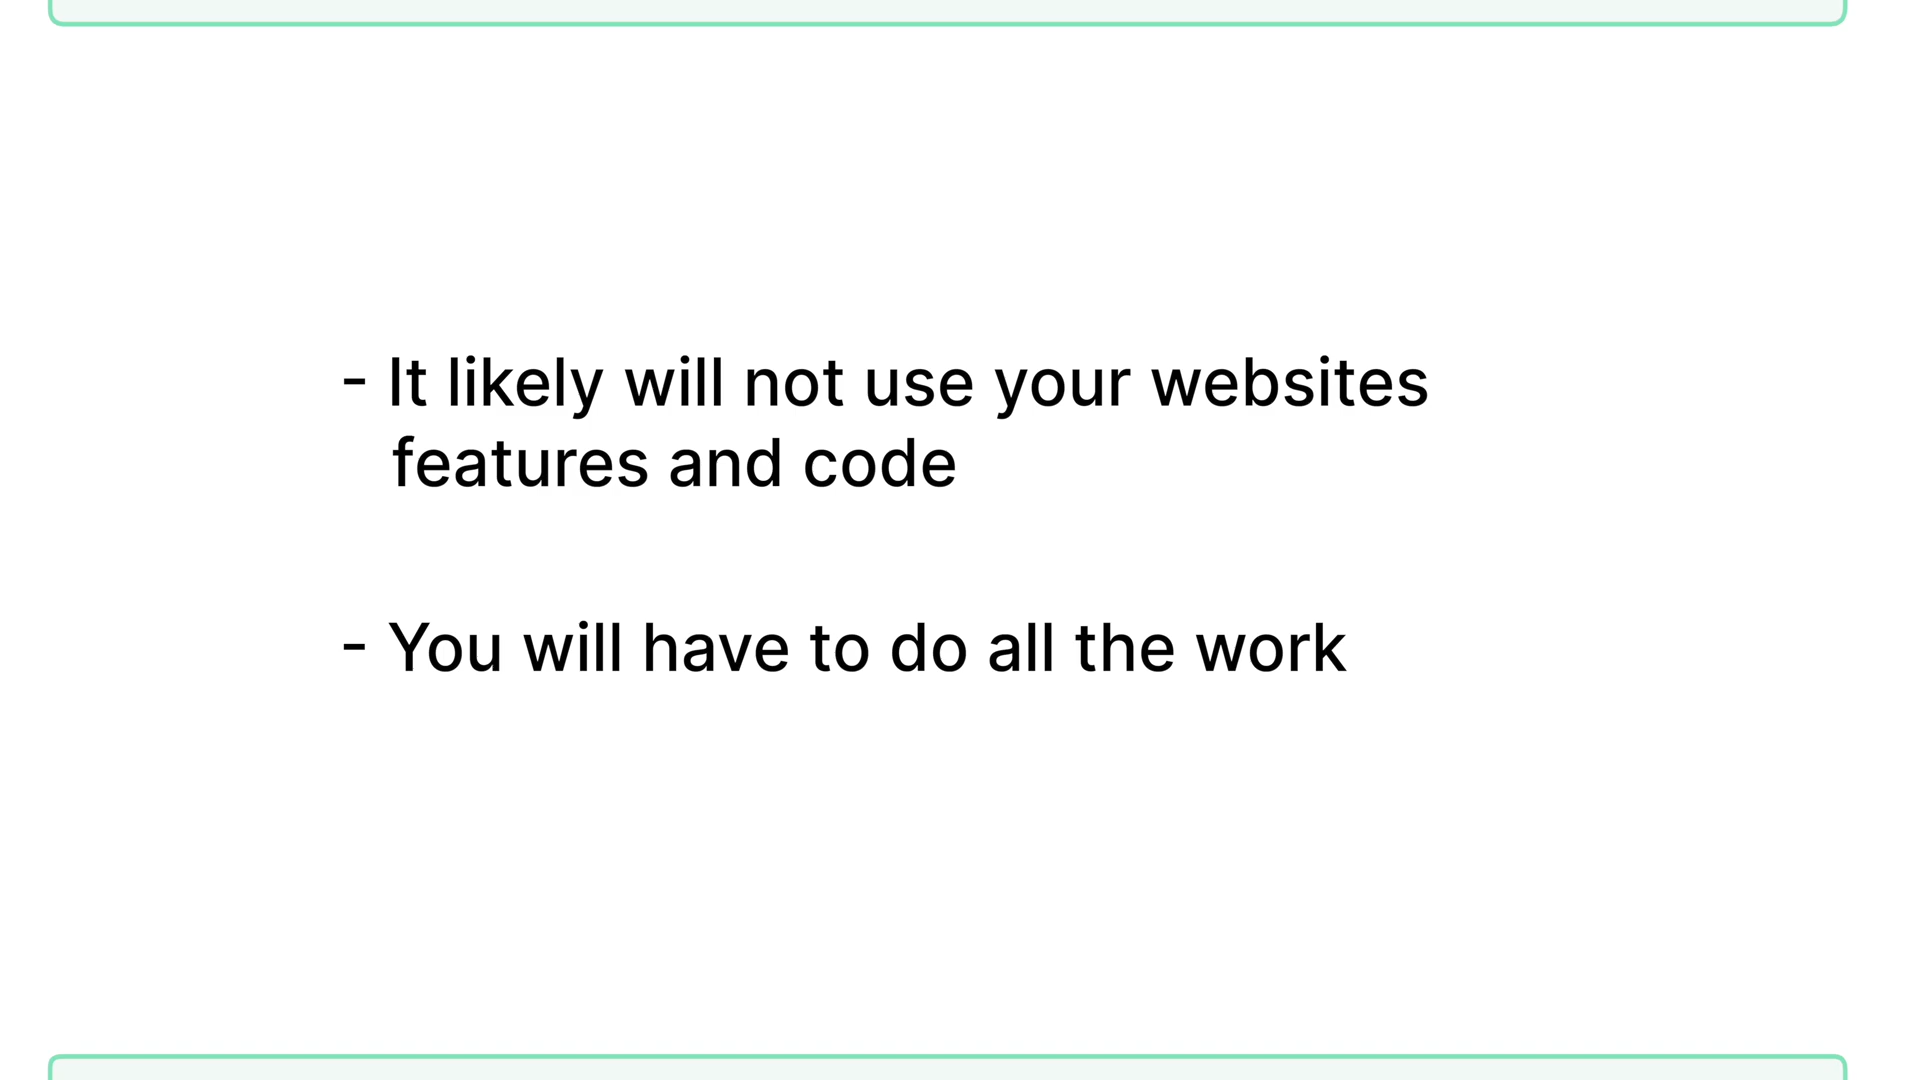 - It likely will not use your websites
features and code
- You will have to do all the work